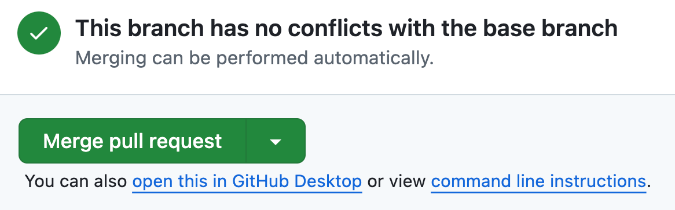 This branch has no conflicts with the base branch
Merging can be performed automatically.
Merge pull request
You can also open this in GitHub Desktop or view command line instructions.